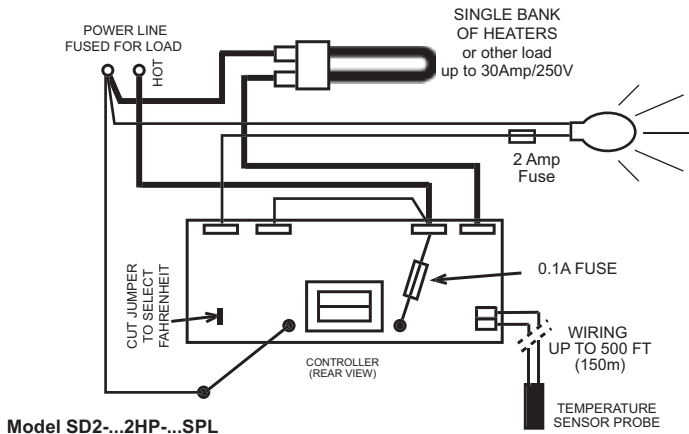 POWER LINE
FUSED FOR LOAD
HOT
SINGLE BANK
OF HEATERS
or other load
up to 30Amp/250V
2 Amp
Fuse
0.1A FUSE
CUT JUMPER
TO SELECT
FAHRENHEIT
CONTROLLER
(REAR VIEW)
WIRING
UP TO 500 FT
(150m)
TEMPERATURE
SENSOR PROBE
Model SD2-...2HP-...SPL